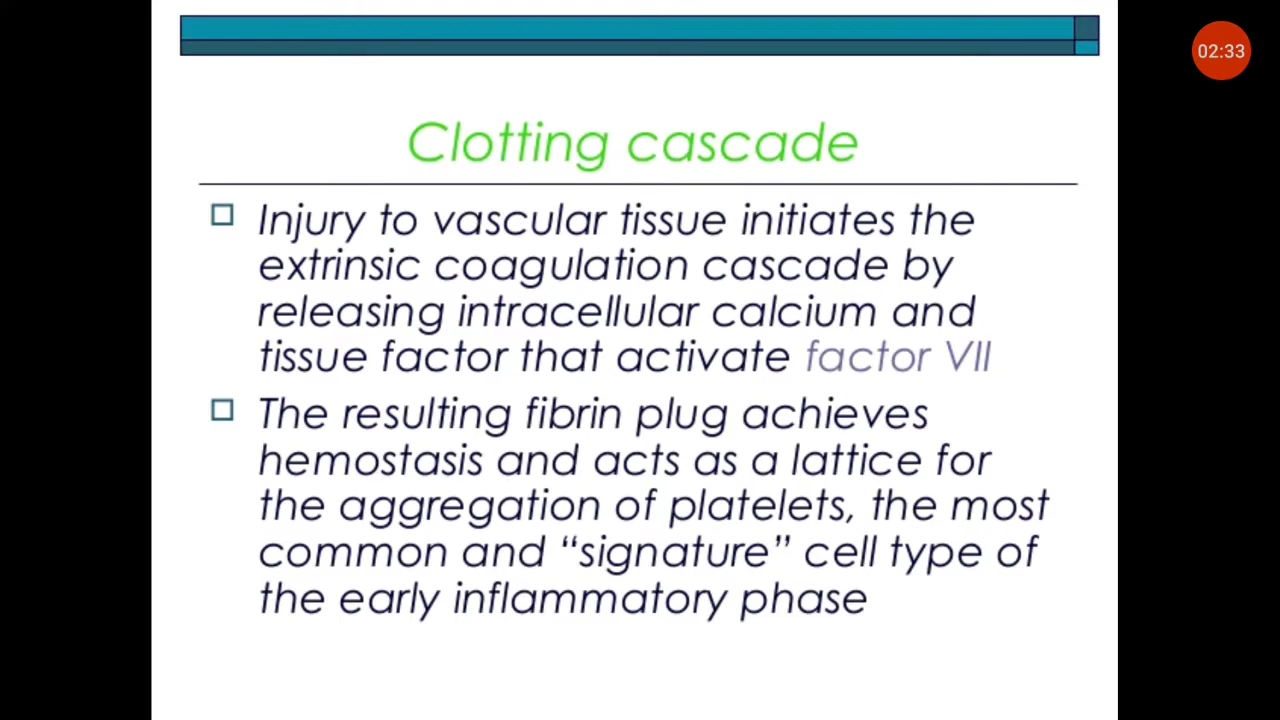 02:33
Clotting cascade
Injury to vascular tissue initiates the
extrinsic coagulation cascade by
releasing intracellular calcium and
tissue factor that activate factor VII
The resulting fibrin plug achieves
hemostasis and acts as a lattice for
the aggregation of platelets, the most
common and “signature” cell type of
the early inflammatory phase